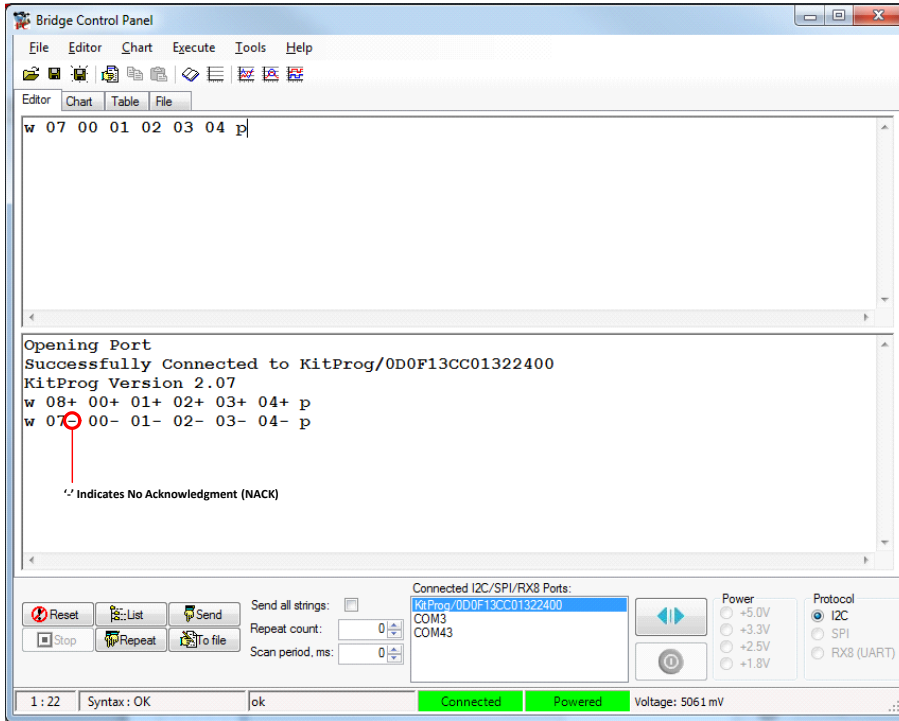 Bridge Control Panel
File Editor Chart Execute Tools Help
Editor Chart Table File
w 07 00 01 02 03 04 p
Opening Port
Successfully Connected to KitProg/0D0F13CC01322400
KitProg Version 2.07
w 08+ 00+ 01+ 02+ 03+ 04+ p
w 07- 00- 01- 02- 03- 04- p
‘-’ Indicates No Acknowledgment (NACK)
Reset List Send
Stop Repeat To file
Send all strings:
Repeat count: 0
Scan period, ms: 0
Connected I2C/SPI/RX8 Ports:
KitProg/0D0F13CC01322400
COM3
COM43
Power
+5.0V
+3.3V
+2.5V
+1.8V
Protocol
I2C
SPI
RX8 (UART)
1 : 22 Syntax : OK ok Connected Powered Voltage: 5061 mV